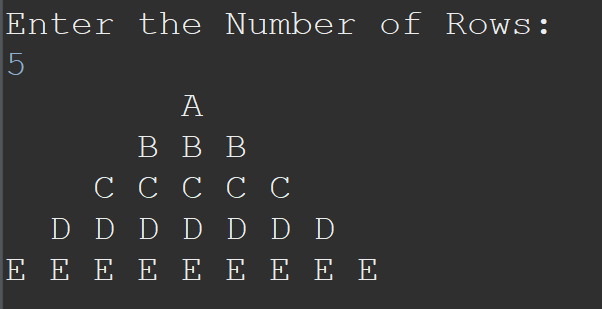 Enter the Number of Rows:
5
A
B B B
C C C C C
D D D D D D D
E E E E E E E E E